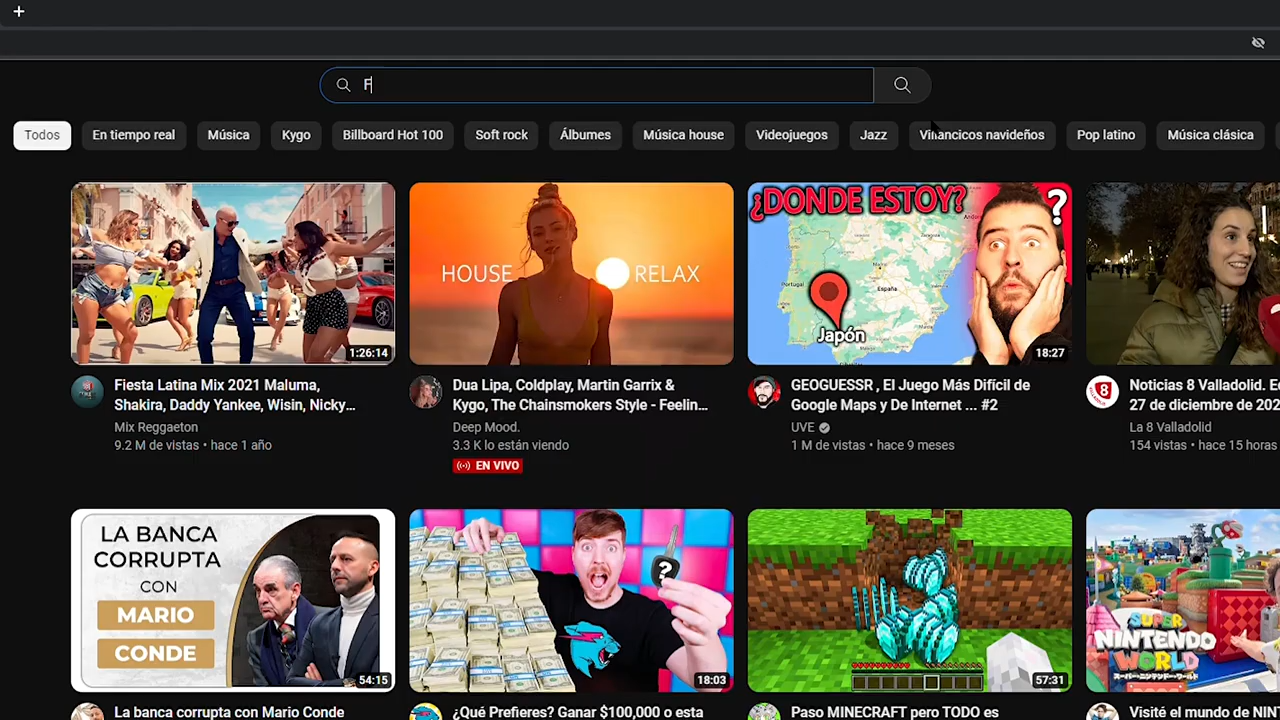 F
Todos
En tiempo real
Música
Kygo
Billboard Hot 100
Soft rock
Álbumes
Música house
Videojuegos
Jazz
Villancicos navideños
Pop latino
Música clásica
1:26:14
HOUSE RELAX
¿DONDE ESTOY?
?
Portugal
Madrid
España
Japón
18:27
Fiesta Latina Mix 2021 Maluma,
Shakira, Daddy Yankee, Wisin, Nicky...
Mix Reggaeton
9.2 M de vistas • hace 1 año
Dua Lipa, Coldplay, Martin Garrix &
Kygo, The Chainsmokers Style - Feelin...
Deep Mood.
3.3 K lo están viendo
EN VIVO
GEOGUESSR , El Juego Más Difícil de
Google Maps y De Internet ... #2
UVE
1 M de vistas • hace 9 meses
8
Noticias 8 Valladolid.
27 de diciembre de
La 8 Valladolid
154 vistas • hace 15 horas
LA BANCA
CORRUPTA
CON
MARIO
CONDE
54:15
?
18:03
57:31
SUPER
NINTENDO
WORLD
La banca corrupta con Mario Conde
¿Qué Prefieres? Ganar $100,000 o esta
Paso MINECRAFT pero TODO es
Visité el mundo de